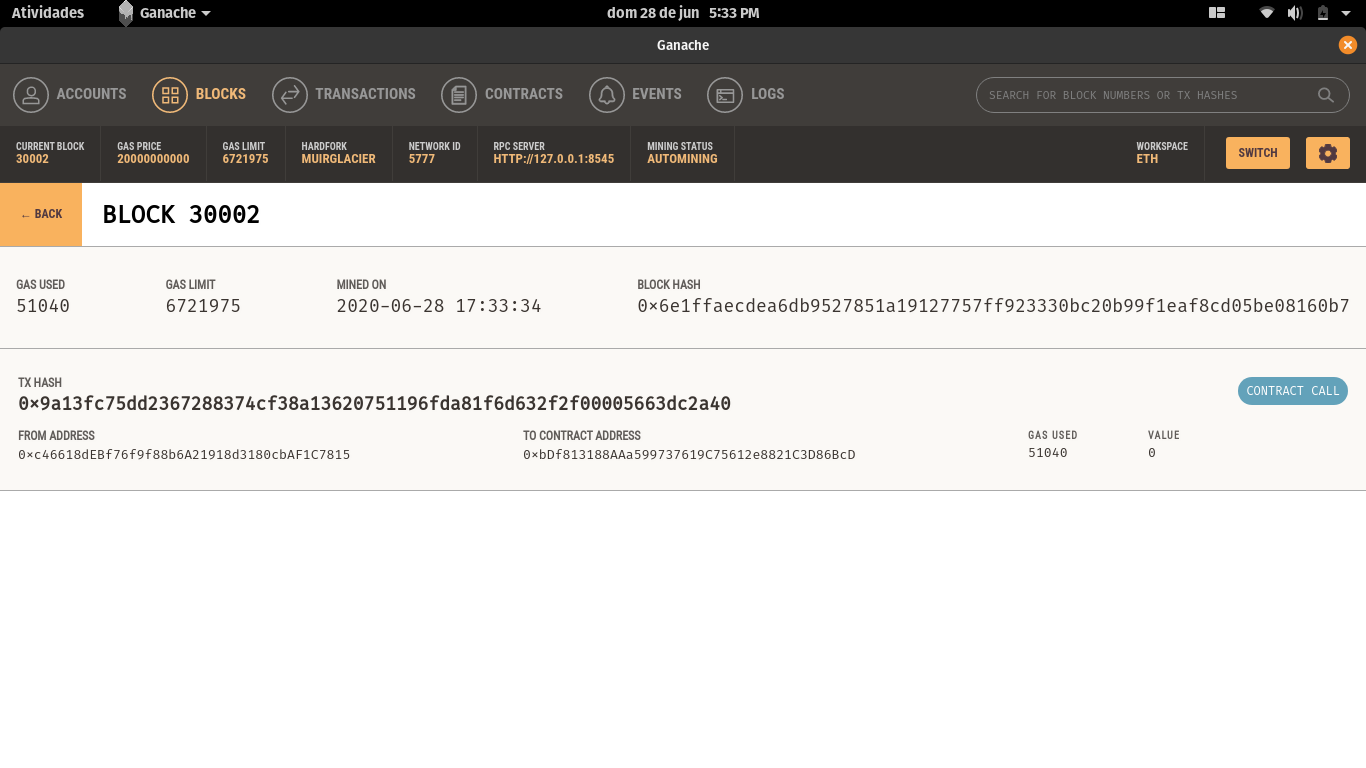 Atividades Ganache dom 28 de jun 5:33 PM
Ganache
ACCOUNTS BLOCKS TRANSACTIONS CONTRACTS EVENTS LOGS SEARCH FOR BLOCK NUMBERS OR TX HASHES
CURRENT BLOCK GAS PRICE GAS LIMIT HARDFORK NETWORK ID RPC SERVER MINING STATUS WORKSPACE
30002 20000000000 6721975 MUIRGLACIER 5777 HTTP://127.0.0.1:8545 AUTOMINING ETH SWITCH
← BACK BLOCK 30002
GAS USED GAS LIMIT MINED ON BLOCK HASH
51040 6721975 2020-06-28 17:33:34 0×6e1ffaecdea6db9527851a19127757ff923330bc20b99f1eaf8cd05be08160b7
TX HASH
0×9a13fc75dd2367288374cf38a13620751196fda81f6d632f2f00005663dc2a40 CONTRACT CALL
FROM ADDRESS TO CONTRACT ADDRESS GAS USED VALUE
0×c46618dEBf76f9f88b6A21918d3180cbAF1C7815 0×bDf813188AAa599737619C75612e8821C3D86BcD 51040 0